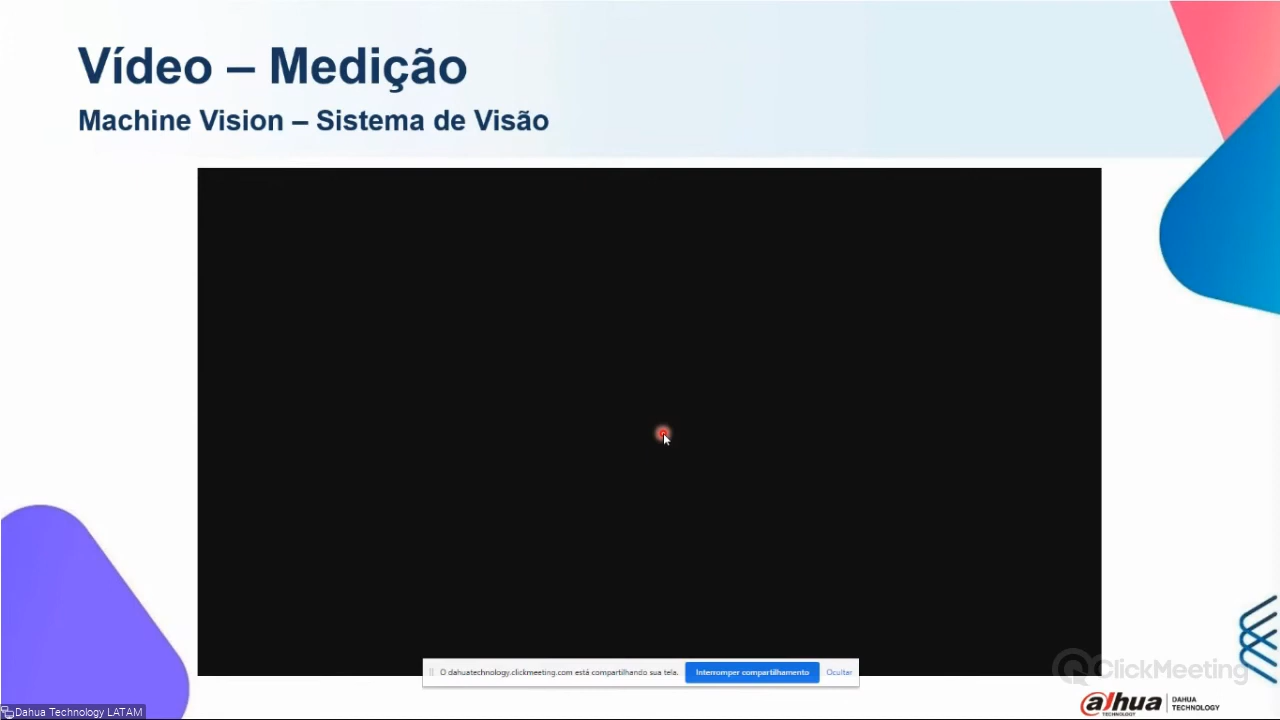 Vídeo – Medição
Machine Vision – Sistema de Visão
O dahuatechnology.clickmeeting.com está compartilhando sua tela.
Interromper compartilhamento
Ocultar
ClickMeeting
alhua
TECHNOLOGY
DAHUA
TECHNOLOGY
Dahua Technology LATAM